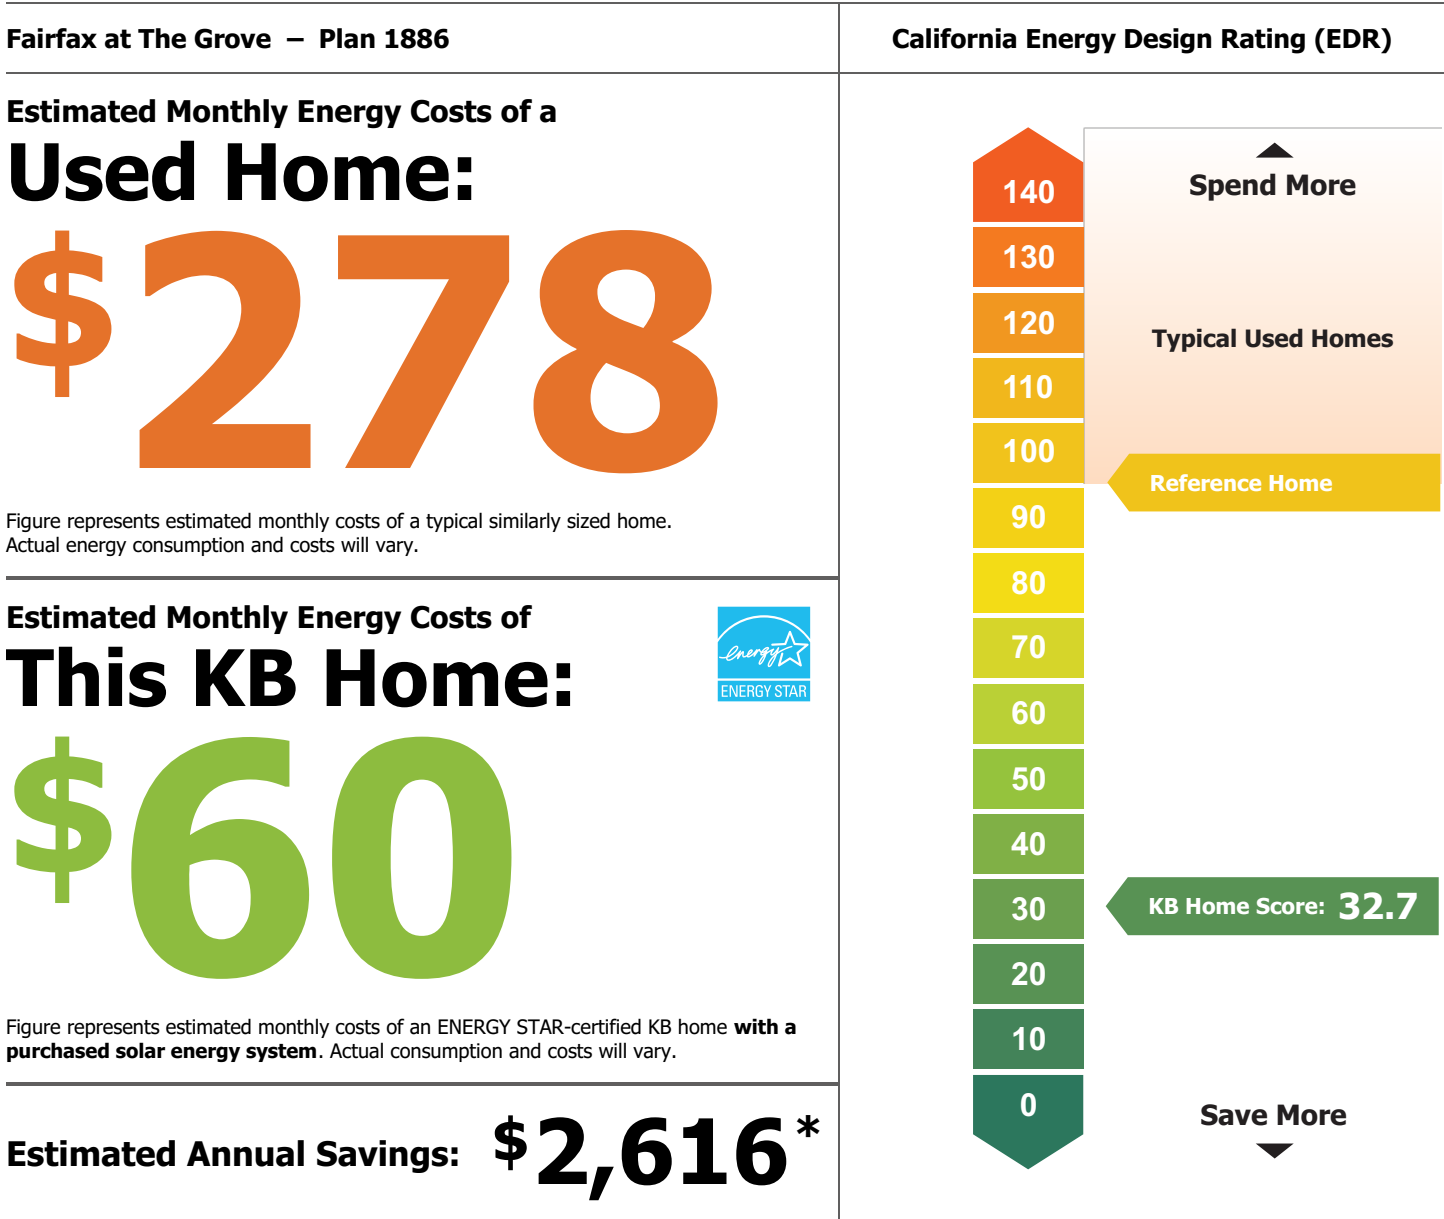 Fairfax at The Grove – Plan 1886
Estimated Monthly Energy Costs of a
Used Home:
$278
Figure represents estimated monthly costs of a typical similarly sized home.
Actual energy consumption and costs will vary.
Estimated Monthly Energy Costs of
This KB Home:
energy
ENERGY STAR
$60
Figure represents estimated monthly costs of an ENERGY STAR-certified KB home with a
purchased solar energy system. Actual consumption and costs will vary.
Estimated Annual Savings: $2,616*
California Energy Design Rating (EDR)
140
Spend More
130
120
Typical Used Homes
110
100
Reference Home
90
80
70
60
50
40
30
KB Home Score: 32.7
20
10
0
Save More